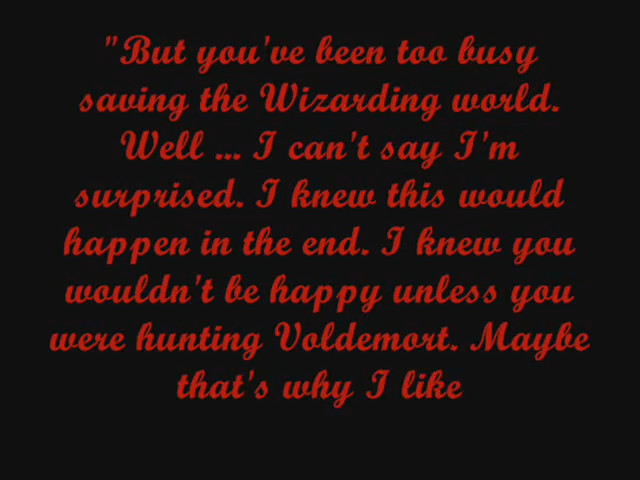 "But you've been too busy
saving the Wizarding world.
Well ... I can't say I'm
surprised. I knew this would
happen in the end. I knew you
wouldn't be happy unless you
were hunting Voldemort. Maybe
that's why I like